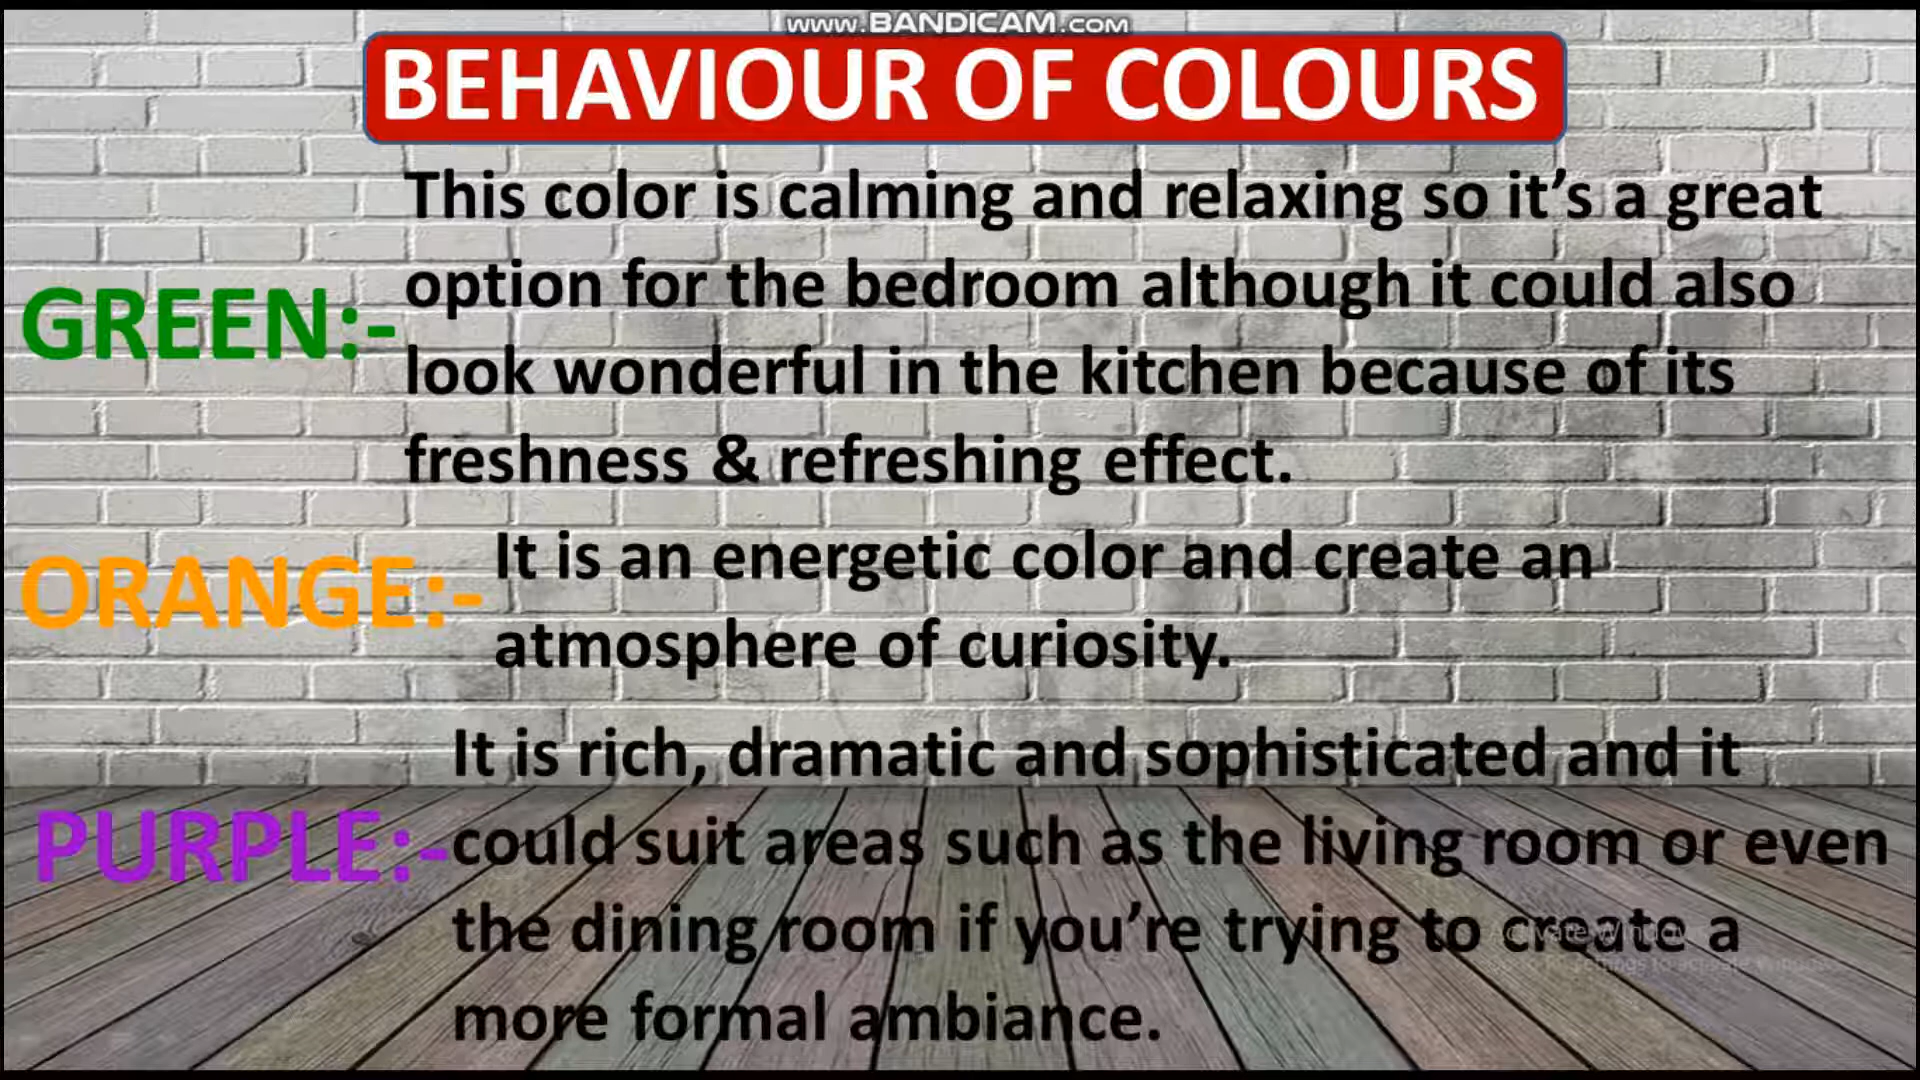 www.BANDICAM.com
BEHAVIOUR OF COLOURS
This color is calming and relaxing so it’s a great
option for the bedroom although it could also
GREEN:-
look wonderful in the kitchen because of its
freshness & refreshing effect.
It is an energetic color and create an
ORANGE:-
atmosphere of curiosity.
It is rich, dramatic and sophisticated and it
PURPLE:-
could suit areas such as the living room or even
the dining room if you’re trying to create a
Activate Windows
more formal ambiance.